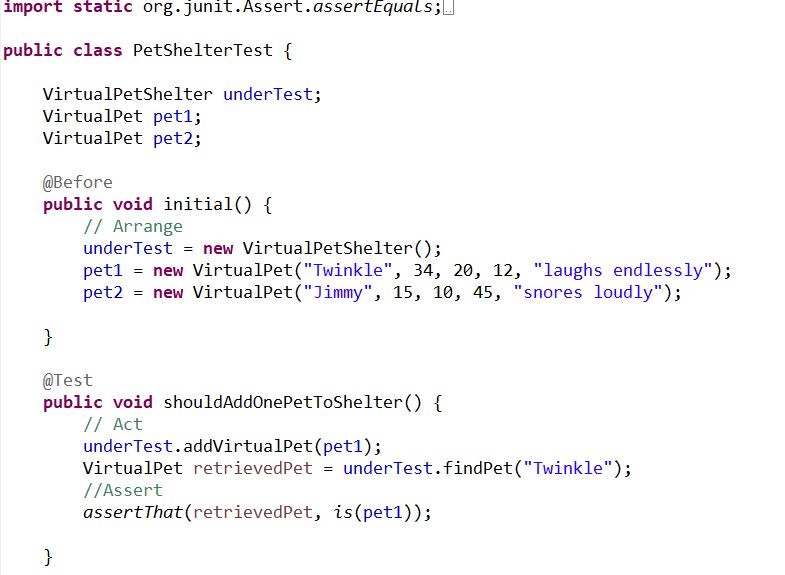 import static org.junit.Assert.assertEquals;
public class PetShelterTest {
VirtualPetShelter underTest;
VirtualPet pet1;
VirtualPet pet2;
@Before
public void initial() {
// Arrange
underTest = new VirtualPetShelter();
pet1 = new VirtualPet("Twinkle", 34, 20, 12, "laughs endlessly");
pet2 = new VirtualPet("Jimmy", 15, 10, 45, "snores loudly");
}
@Test
public void shouldAddOnePetToShelter() {
// Act
underTest.addVirtualPet(pet1);
VirtualPet retrievedPet = underTest.findPet("Twinkle");
//Assert
assertThat(retrievedPet, is(pet1));
}